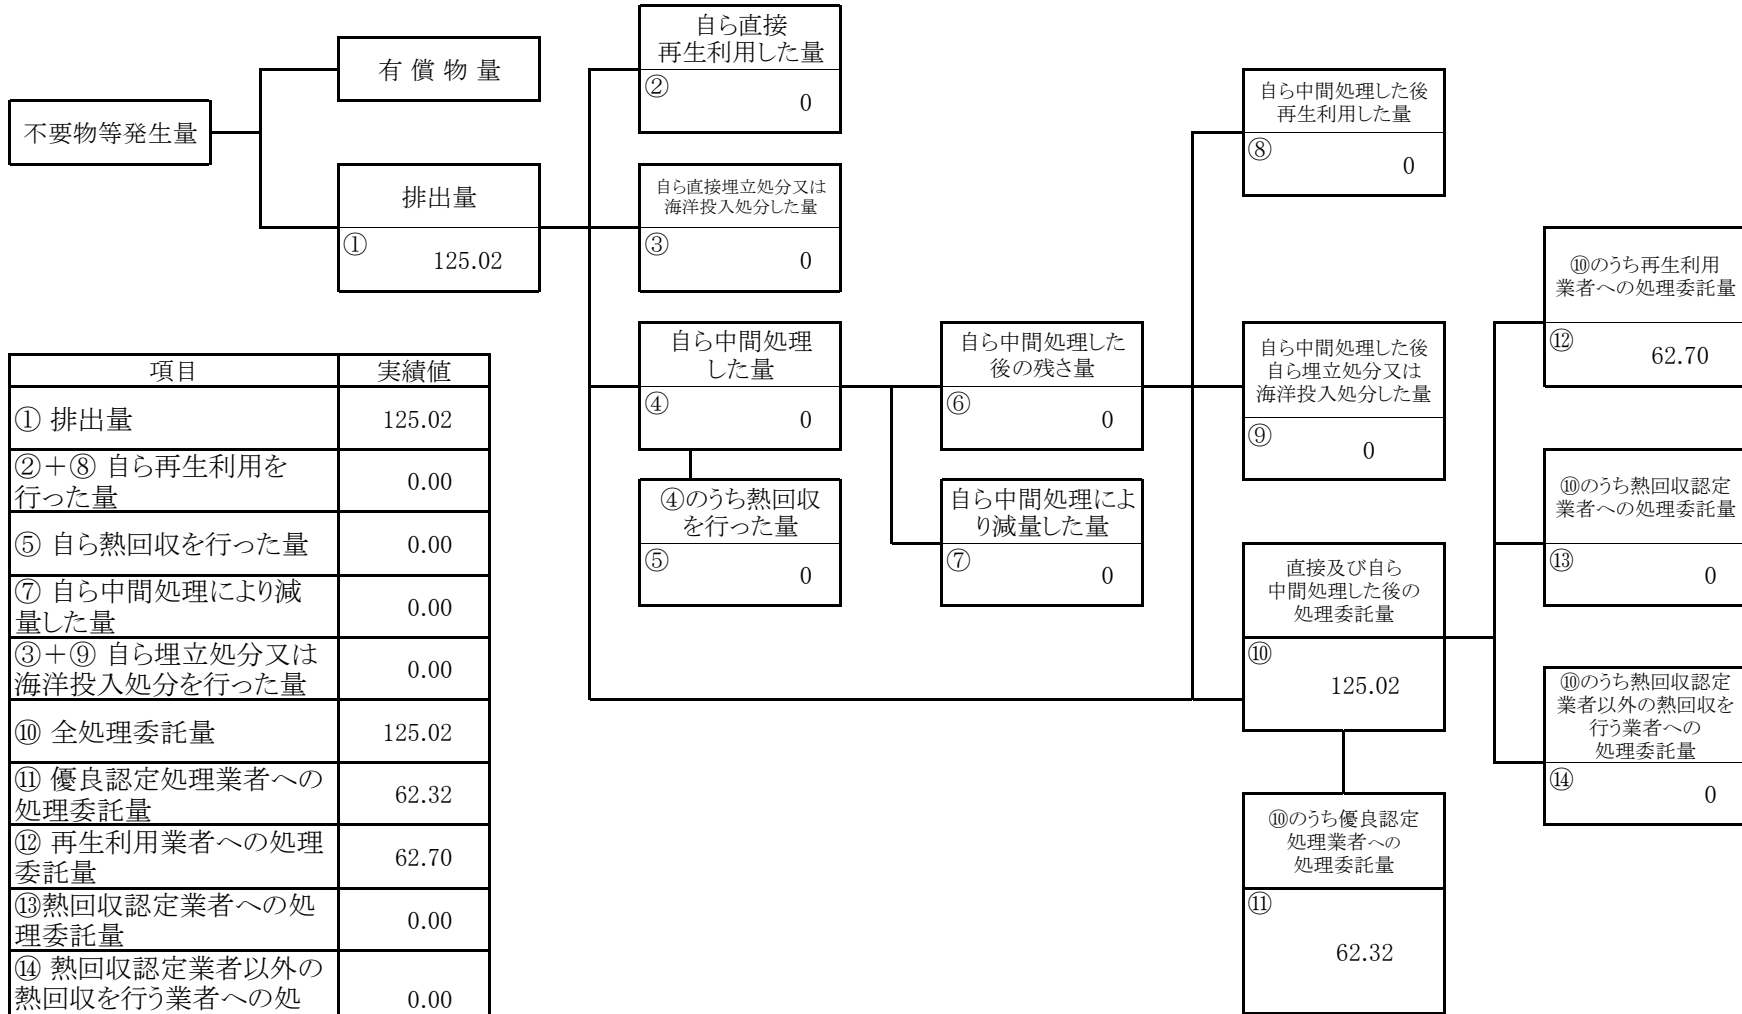 不要物等発生量
有償物量
排出量
① 125.02
自ら直接
再生利用した量
② 0
自ら直接埋立処分又は
海洋投入処分した量
③ 0
自ら中間処理
した量
④ 0
④のうち熱回収
を行った量
⑤ 0
自ら中間処理した
後の残さ量
⑥ 0
自ら中間処理によ
り減量した量
⑦ 0
自ら中間処理した後
再生利用した量
⑧ 0
自ら中間処理した後
自ら埋立処分又は
海洋投入処分した量
⑨ 0
直接及び自ら
中間処理した後の
処理委託量
⑩ 125.02
⑩のうち優良認定
処理業者への
処理委託量
⑪ 62.32
⑩のうち再生利用
業者への処理委託量
⑫ 62.70
⑩のうち熱回収認定
業者への処理委託量
⑬ 0
⑩のうち熱回収認定
業者以外の熱回収を
行う業者への
処理委託量
⑭ 0
項目 実績値
① 排出量 125.02
②＋⑧ 自ら再生利用を
行った量 0.00
⑤ 自ら熱回収を行った量 0.00
⑦ 自ら中間処理により減
量した量 0.00
③＋⑨ 自ら埋立処分又は
海洋投入処分を行った量 0.00
⑩ 全処理委託量 125.02
⑪ 優良認定処理業者への
処理委託量 62.32
⑫ 再生利用業者への処理
委託量 62.70
⑬熱回収認定業者への処
理委託量 0.00
⑭ 熱回収認定業者以外の
熱回収を行う業者への処 0.00